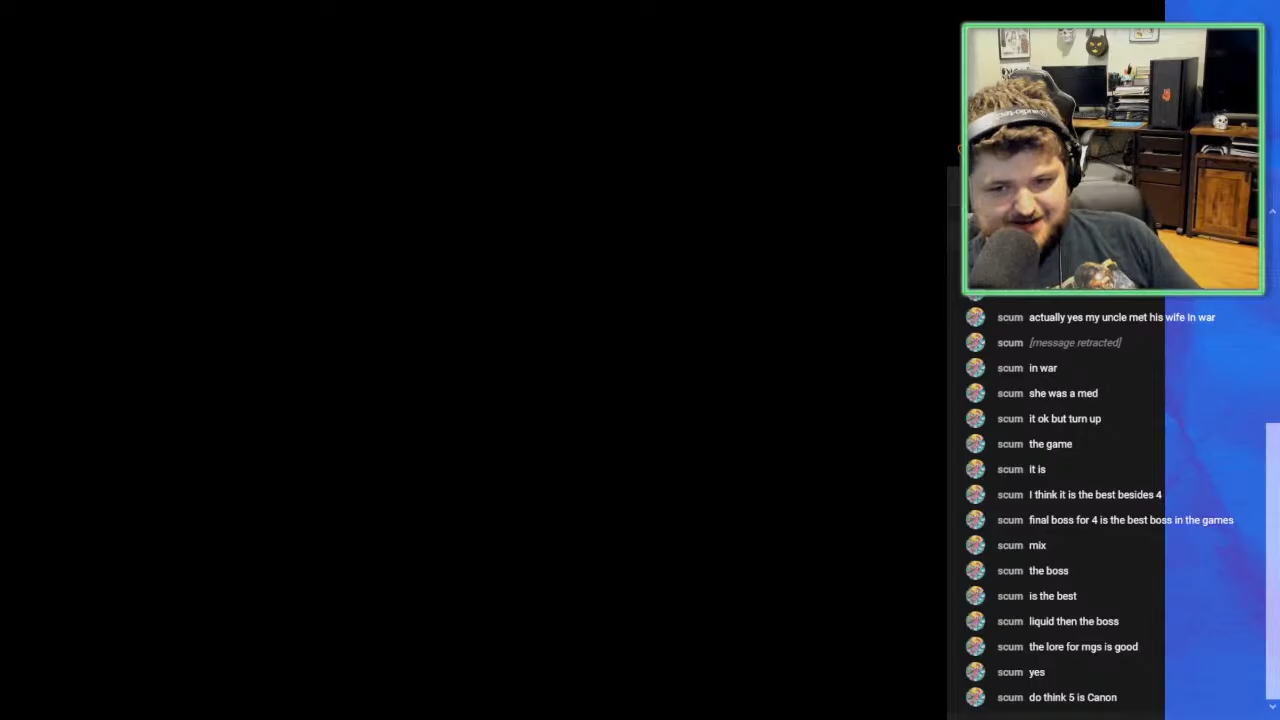 scum actually yes my uncle met his wife In war
scum [message retracted]
scum in war
scum she was a med
scum it ok but turn up
scum the game
scum it is
scum I think it is the best besides 4
scum final boss for 4 is the best boss in the games
scum mix
scum the boss
scum is the best
scum liquid then the boss
scum the lore for mgs is good
scum yes
scum do think 5 is Canon